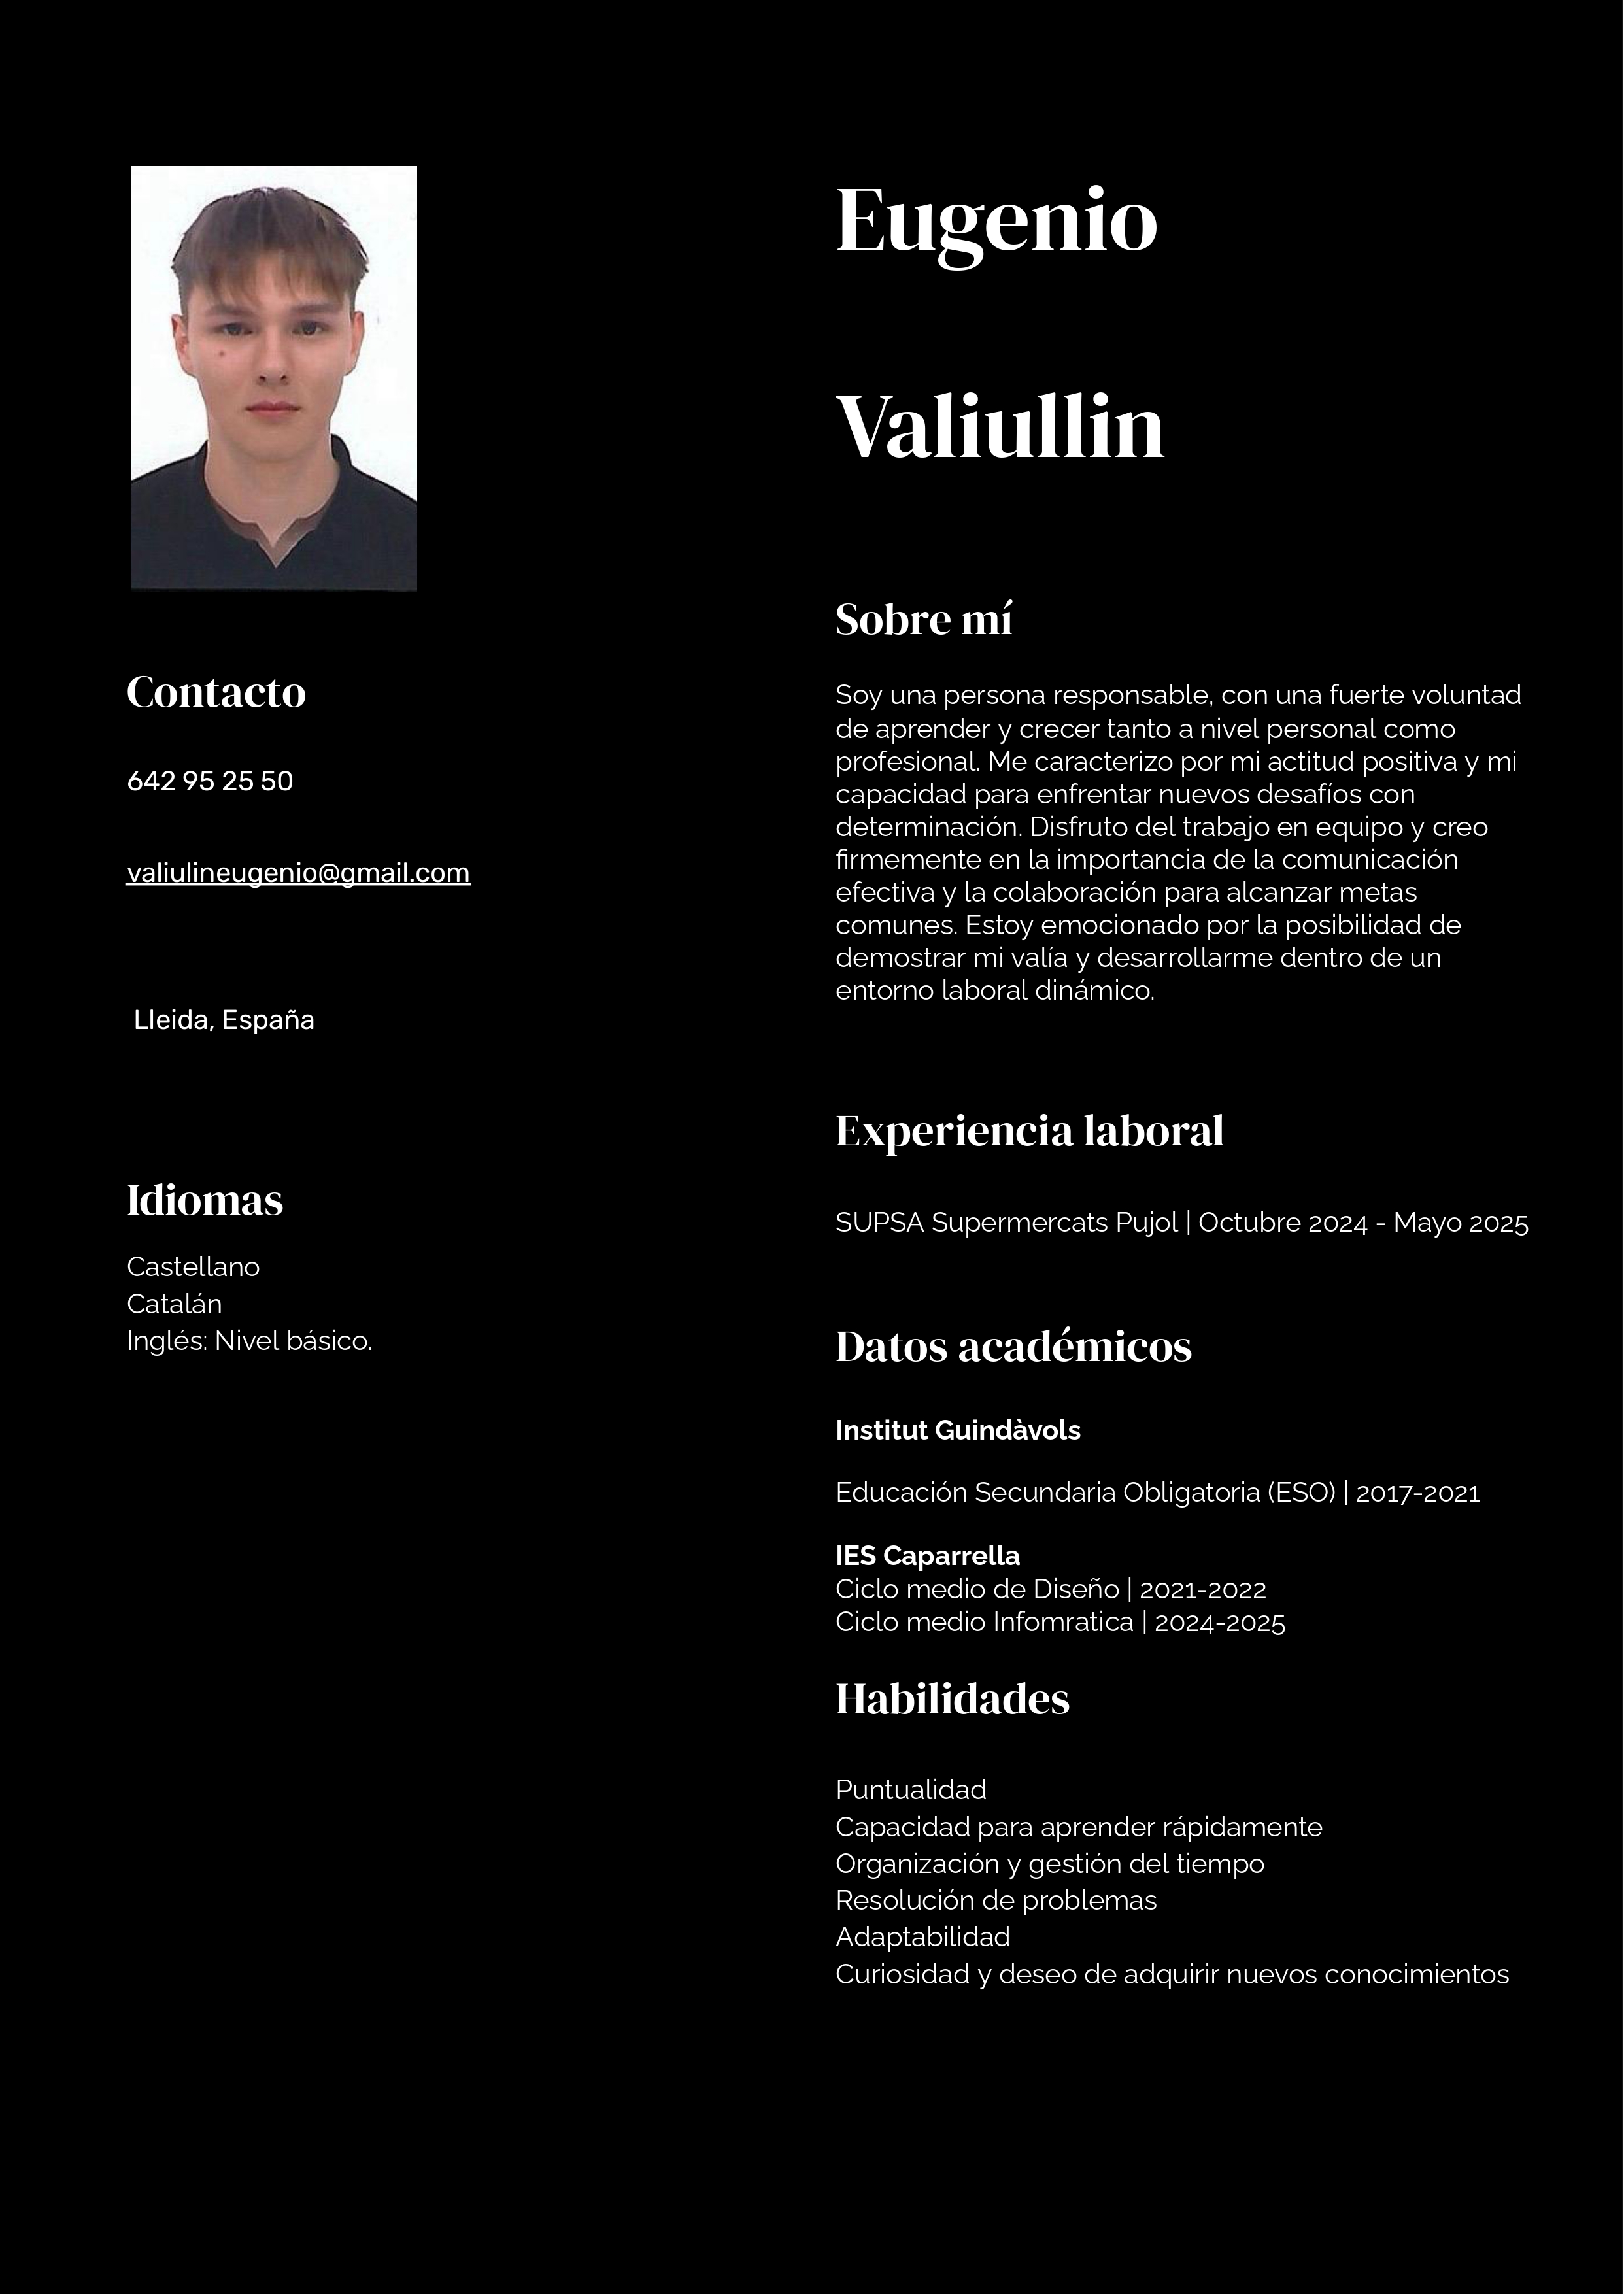 Eugenio
Valiullin
Contacto
642 95 25 50
valiulineugenio@gmail.com
Lleida, España
Idiomas
Castellano
Catalán
Inglés: Nivel básico.
Sobre mí
Soy una persona responsable, con una fuerte voluntad
de aprender y crecer tanto a nivel personal como
profesional. Me caracterizo por mi actitud positiva y mi
capacidad para enfrentar nuevos desafíos con
determinación. Disfruto del trabajo en equipo y creo
firmemente en la importancia de la comunicación
efectiva y la colaboración para alcanzar metas
comunes. Estoy emocionado por la posibilidad de
demostrar mi valía y desarrollarme dentro de un
entorno laboral dinámico.
Experiencia laboral
SUPSA Supermercats Pujol | Octubre 2024 - Mayo 2025
Datos académicos
Institut Guindàvols
Educación Secundaria Obligatoria (ESO) | 2017-2021
IES Caparrella
Ciclo medio de Diseño | 2021-2022
Ciclo medio Infomratica | 2024-2025
Habilidades
Puntualidad
Capacidad para aprender rápidamente
Organización y gestión del tiempo
Resolución de problemas
Adaptabilidad
Curiosidad y deseo de adquirir nuevos conocimientos